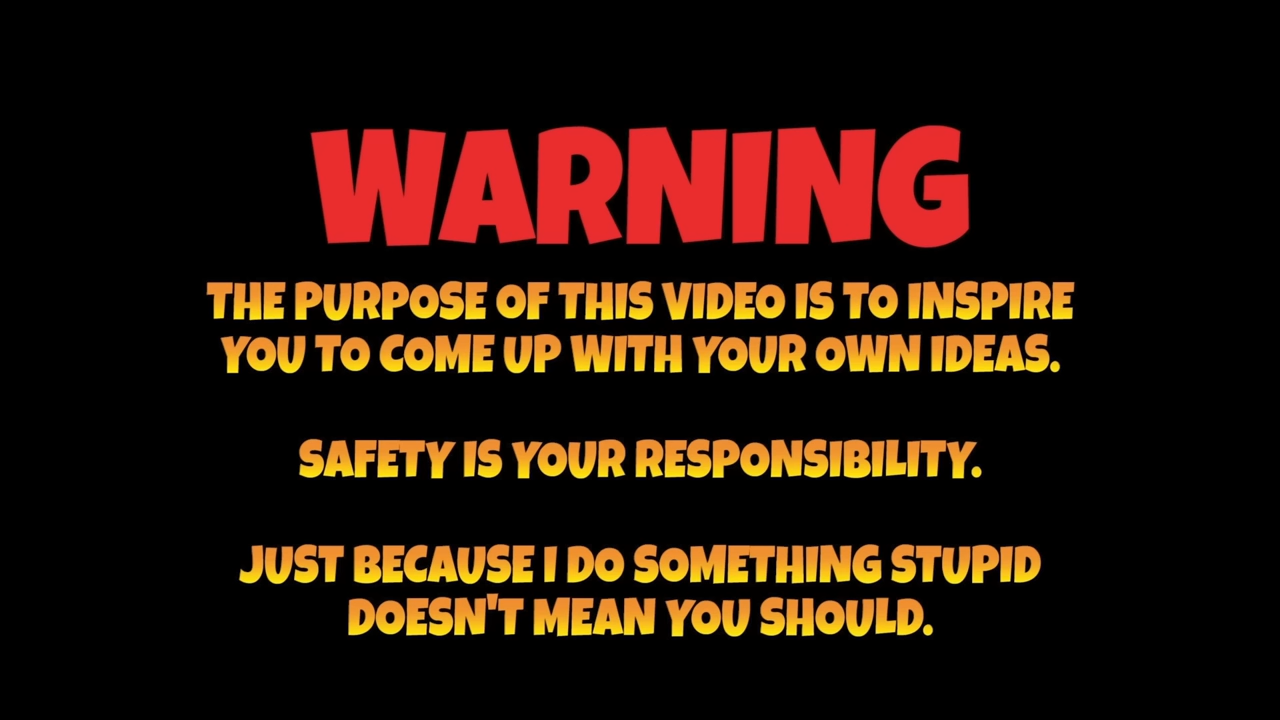 WARNING
THE PURPOSE OF THIS VIDEO IS TO INSPIRE
YOU TO COME UP WITH YOUR OWN IDEAS.
SAFETY IS YOUR RESPONSIBILITY.
JUST BECAUSE I DO SOMETHING STUPID
DOESN'T MEAN YOU SHOULD.